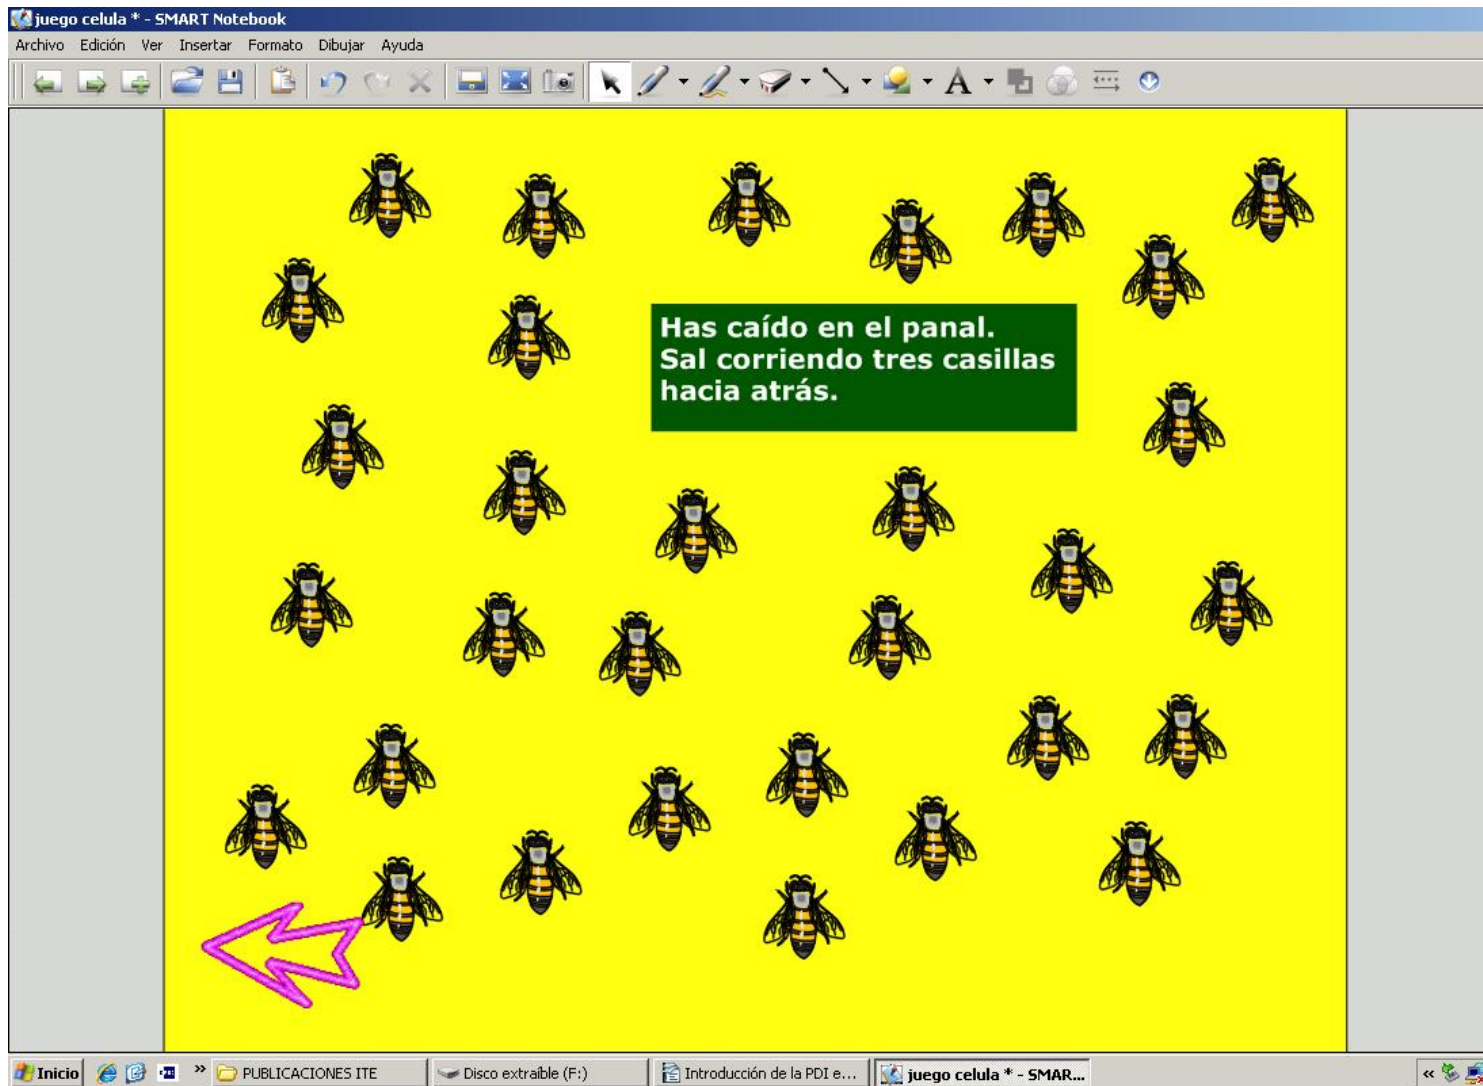 juego celula * - SMART Notebook
Archivo Edición Ver Insertar Formato Dibujar Ayuda
A
Has caído en el panal.
Sal corriendo tres casillas
hacia atrás.
Inicio » PUBLICACIONES ITE Disco extraíble (F:) Introducción de la PDI e... juego celula * - SMAR... «